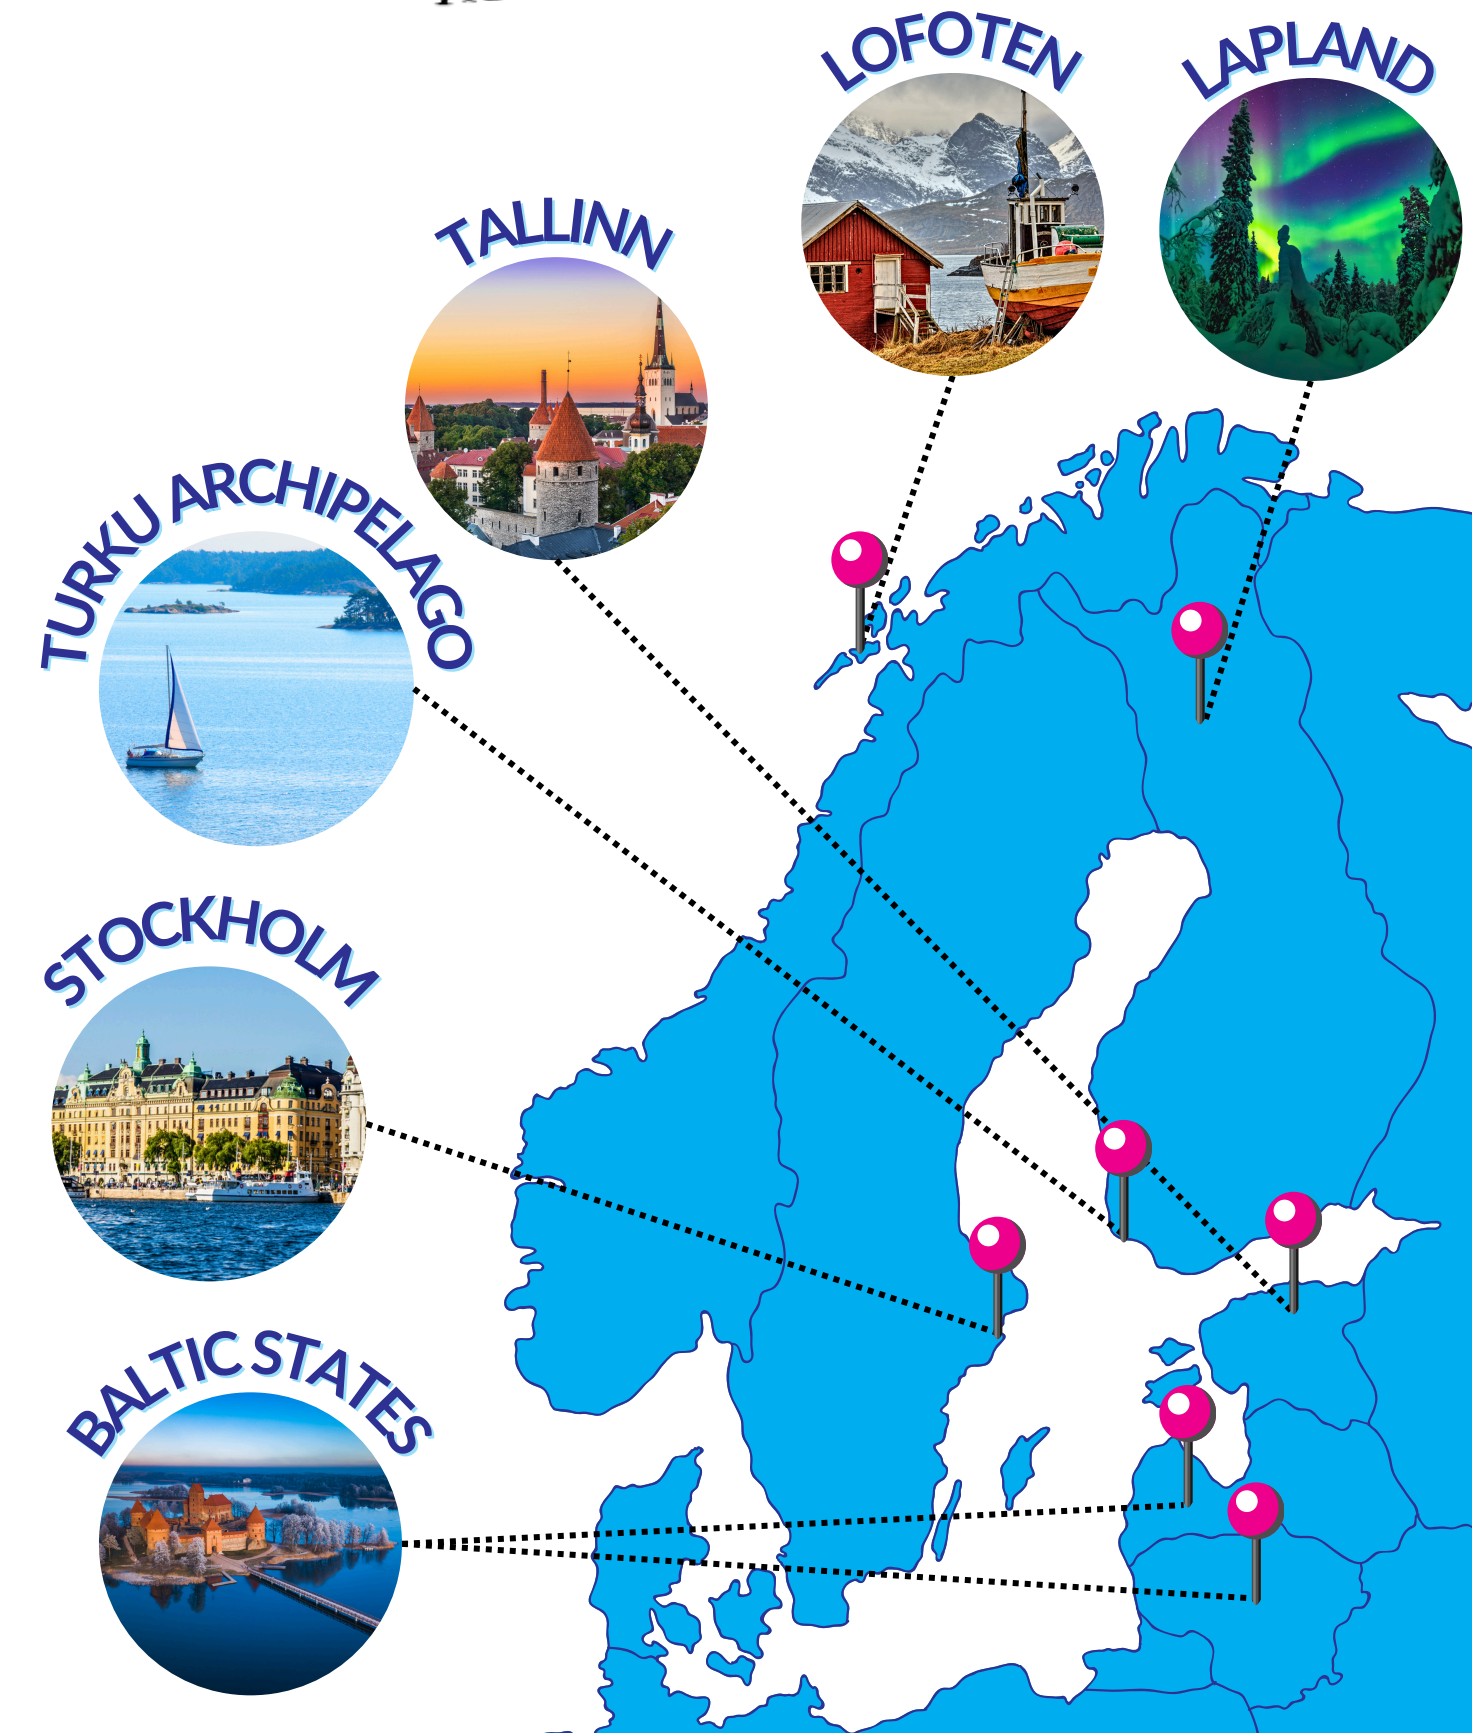 LOFOTEN
LAPLAND
TALLINN
TURKU ARCHIPELAGO
STOCKHOLM
BALTIC STATES